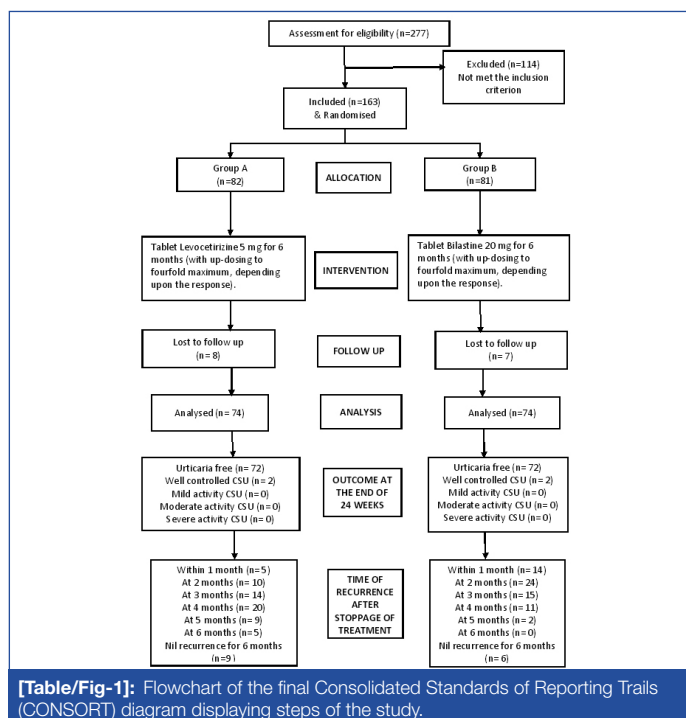 Assessment for eligibility (n=277)
Excluded (n=114)
Not met the inclusion
criterion
Included (n=163)
& Randomised
Group A
(n=82)
ALLOCATION
Group B
(n=81)
Tablet Levocetirizine 5 mg for 6
months (with up-dosing to
fourfold maximum, depending
upon the response).
INTERVENTION
Tablet Bilastine 20 mg for 6
months (with up-dosing to
fourfold maximum, depending
upon the response).
Lost to follow up
(n= 8)
FOLLOW UP
Lost to follow up
(n= 7)
Analysed (n= 74)
ANALYSIS
Analysed (n=74)
Urticaria free (n= 72)
Well controlled CSU (n= 2)
Mild activity CSU (n= 0)
Moderate activity CSU (n= 0)
Severe activity CSU (n= 0)
OUTCOME AT
THE END OF
24 WEEKS
Urticaria free (n= 72)
Well controlled CSU (n= 2)
Mild activity CSU (n= 0)
Moderate activity CSU (n= 0)
Severe activity CSU (n= 0)
Within 1 month (n= 5)
At 2 months (n= 10)
At 3 months (n= 14)
At 4 months (n= 20)
At 5 months (n= 9)
At 6 months (n= 5)
Nil recurrence for 6 months
(n=9)
TIME OF
RECURRENCE
AFTER
STOPPAGE OF
TREATMENT
Within 1 month (n= 14)
At 2 months (n= 24)
At 3 months (n= 15)
At 4 months (n= 11)
At 5 months (n= 2)
At 6 months (n= 0)
Nil recurrence for 6 months
(n= 6)
[Table/Fig-1]: Flowchart of the final Consolidated Standards of Reporting Trails
(CONSORT) diagram displaying steps of the study.